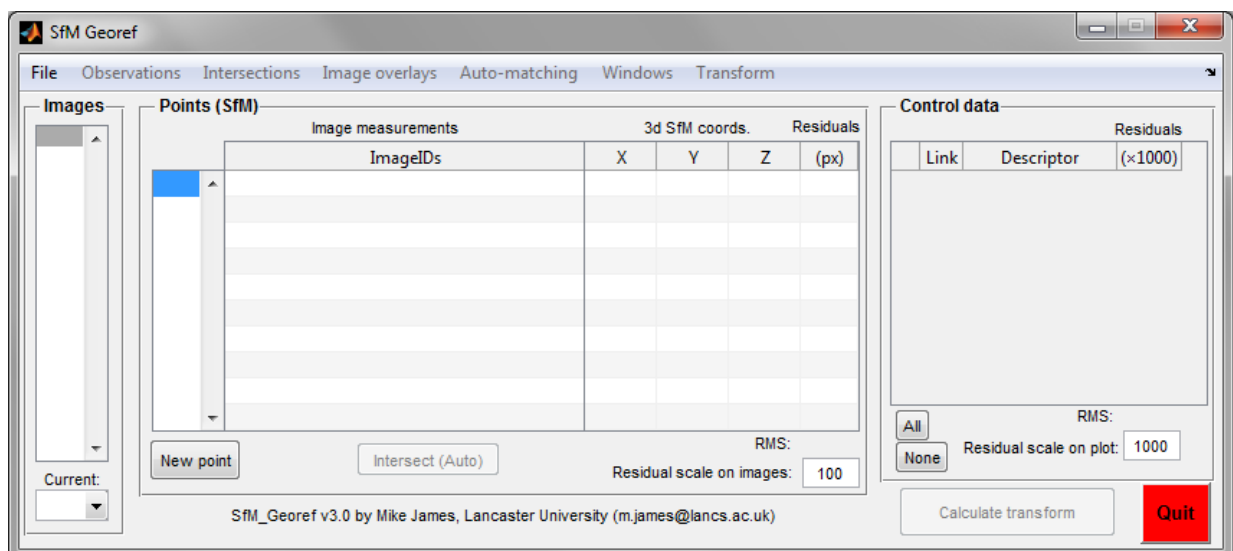 SfM Georef
File Observations Intersections Image overlays Auto-matching Windows Transform
Images
Current:
Points (SfM)
Image measurements 3d SfM coords. Residuals
ImageIDs X Y Z (px)
RMS:
New point Intersect (Auto)
Residual scale on images: 100
Control data
Residuals
Link Descriptor (×1000)
All RMS:
None Residual scale on plot: 1000
SfM_Georef v3.0 by Mike James, Lancaster University (m.james@lancs.ac.uk)
Calculate transform Quit